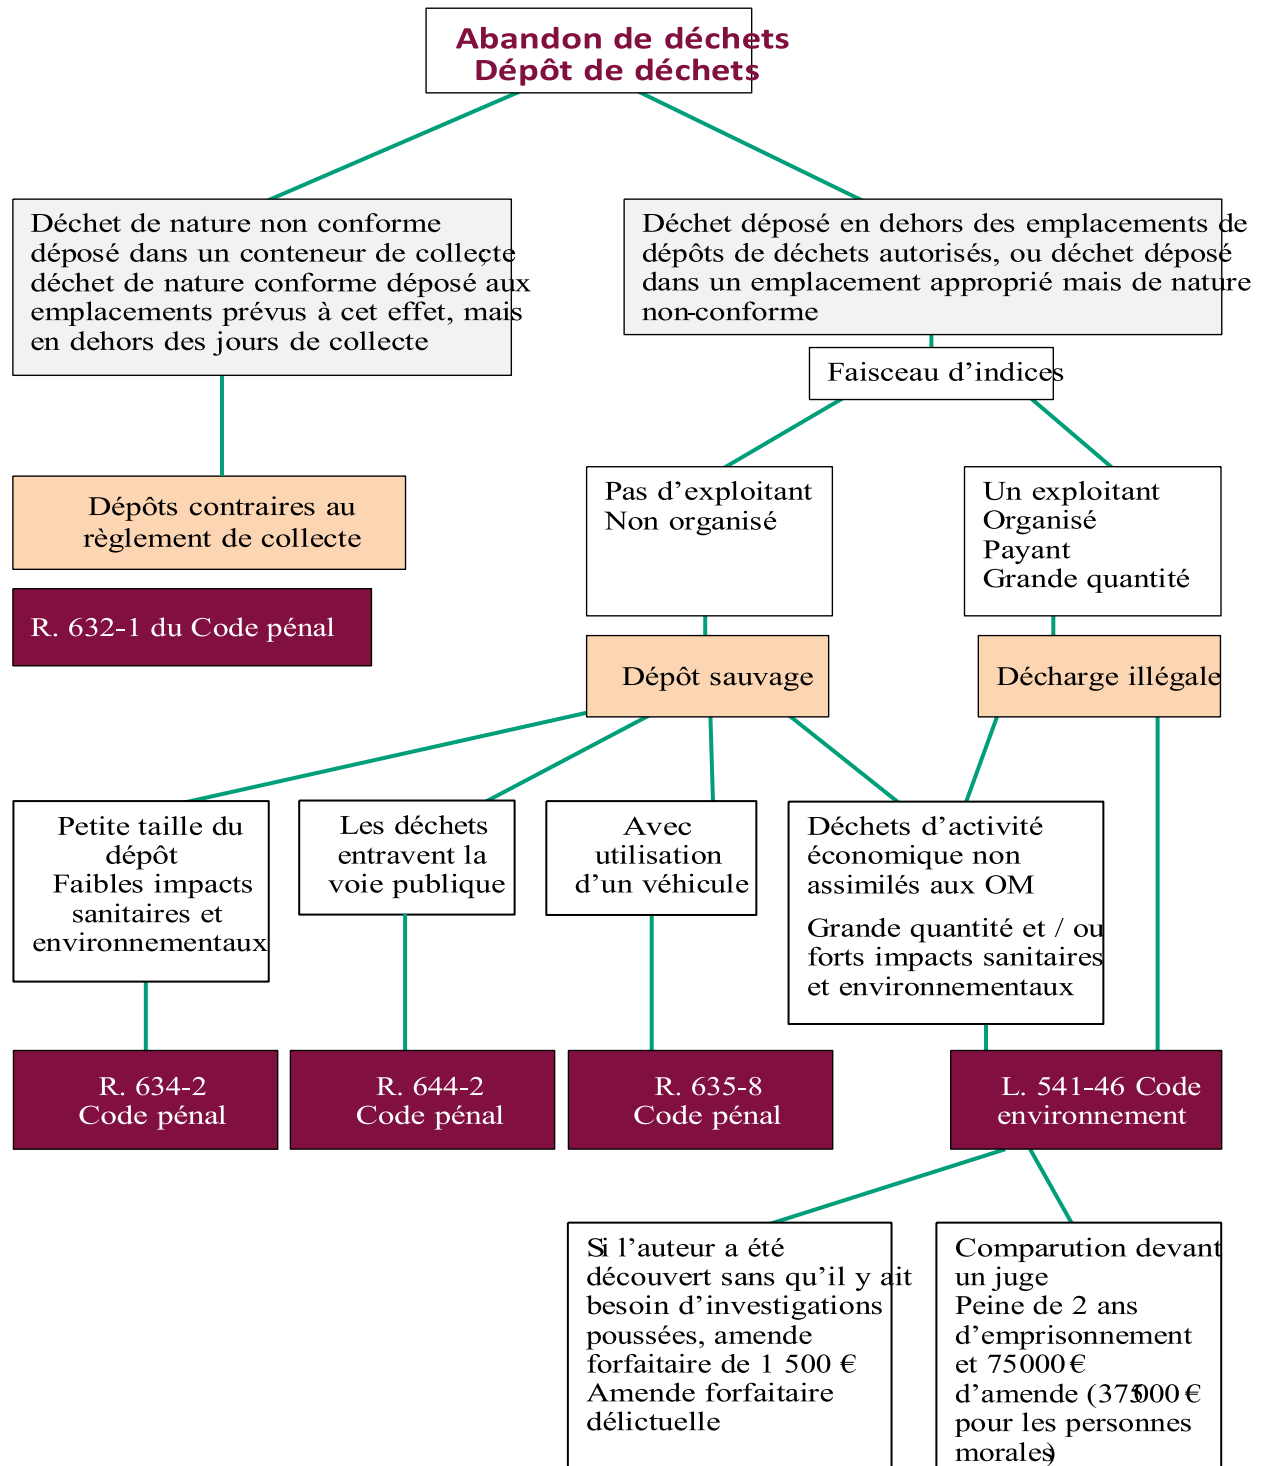 Abandon de déchets
Dépôt de déchets
Déchet de nature non conforme
déposé dans un conteneur de collecte,
déchet de nature conforme déposé aux
emplacements prévus à cet effet, mais
en dehors des jours de collecte
Déchet déposé en dehors des emplacements de
dépôts de déchets autorisés, ou déchet déposé
dans un emplacement approprié mais de nature
non-conforme
Faisceau d’indices
Pas d’exploitant
Non organisé
Un exploitant
Organisé
Payant
Grande quantité
Dépôts contraires au
règlement de collecte
R. 632-1 du Code pénal
Dépôt sauvage
Décharge illégale
Petite taille du
dépôt
Faibles impacts
sanitaires et
environnementaux
Les déchets
entravent la
voie publique
Avec
utilisation
d’un véhicule
Déchets d’activité
économique non
assimilés aux OM
Grande quantité et / ou
forts impacts sanitaires
et environnementaux
R. 634-2
Code pénal
R. 644-2
Code pénal
R. 635-8
Code pénal
L. 541-46 Code
environnement
Si l’auteur a été
découvert sans qu’il y ait
besoin d’investigations
poussées, amende
forfaitaire de 1 500 €
Amende forfaitaire
délictuelle
Comparution devant
un juge
Peine de 2 ans
d’emprisonnement
et 75000 €
d’amende (375000 €
pour les personnes
morales)